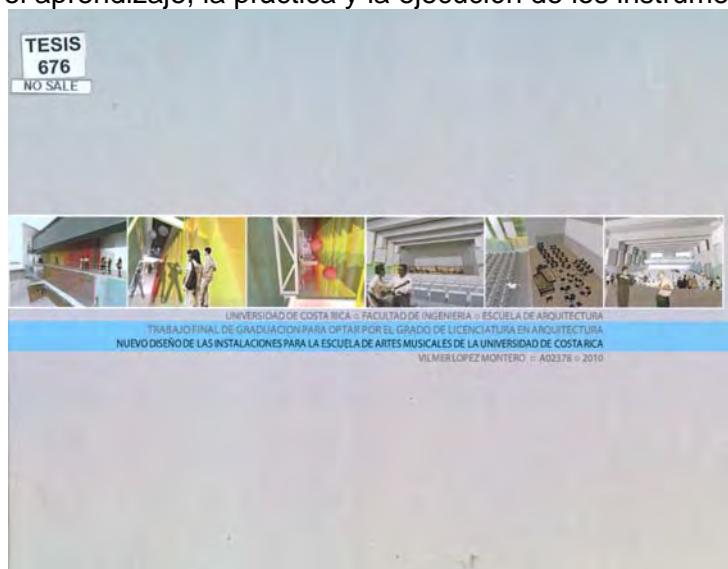 el aprendizaje, la práctica y la ejecución de los instrume
TESIS
676
NO SALE
UNIVERSIDAD DE COSTA RICA :: FACULTAD DE INGENIERIA :: ESCUELA DE ARQUITECTURA
TRABAJO FINAL DE GRADUACION PARA OPTAR POR EL GRADO DE LICENCIATURA EN ARQUITECTURA
NUEVO DISEÑO DE LAS INSTALACIONES PARA LA ESCUELA DE ARTES MUSICALES DE LA UNIVERSIDAD DE COSTA RICA
VILMER LOPEZ MONTERO :: A02378 :: 2010